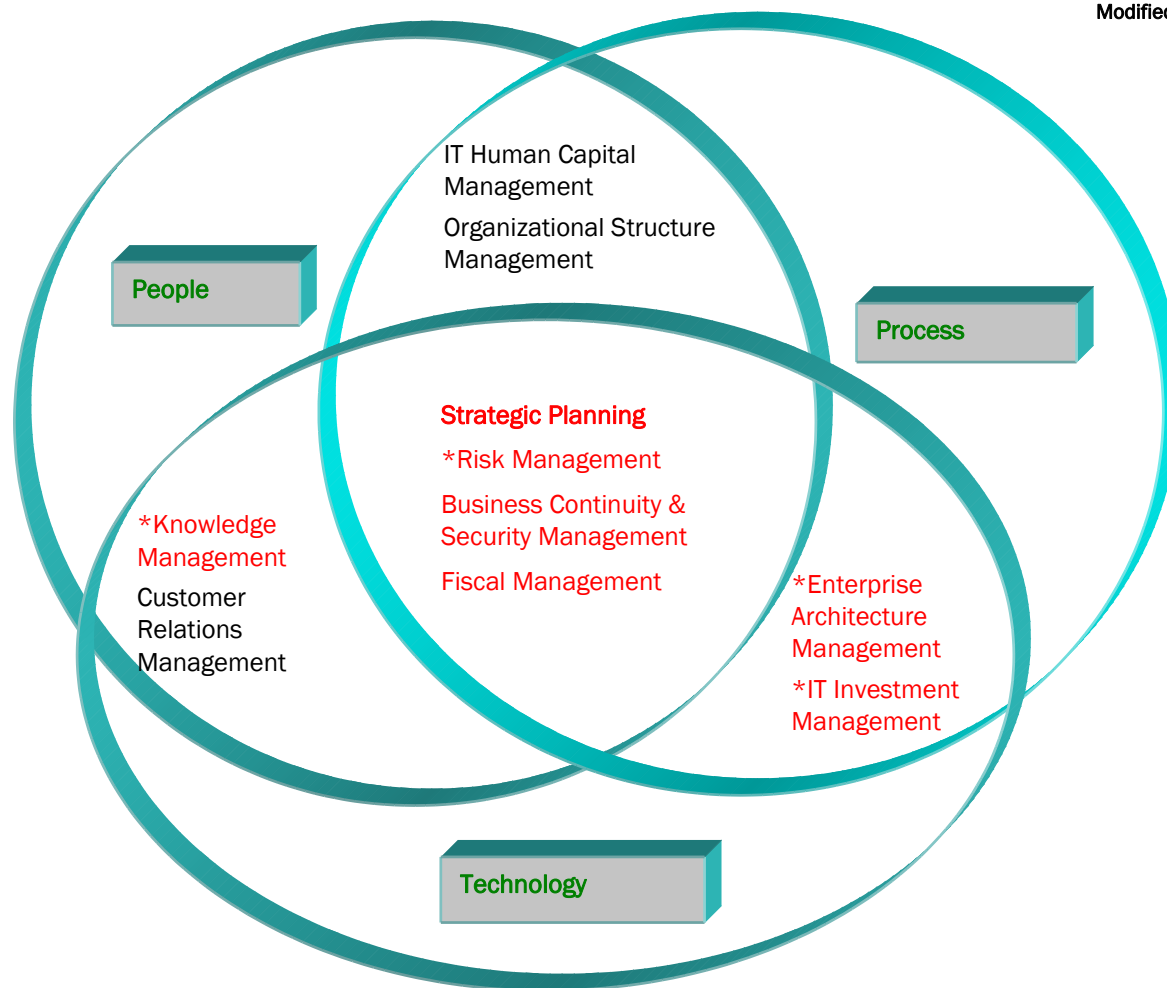 Modified
IT Human Capital
Management
Organizational Structure
Management
People
Process
Strategic Planning
*Risk Management
Business Continuity &
Security Management
Fiscal Management
*Knowledge
Management
Customer
Relations
Management
*Enterprise
Architecture
Management
*IT Investment
Management
Technology